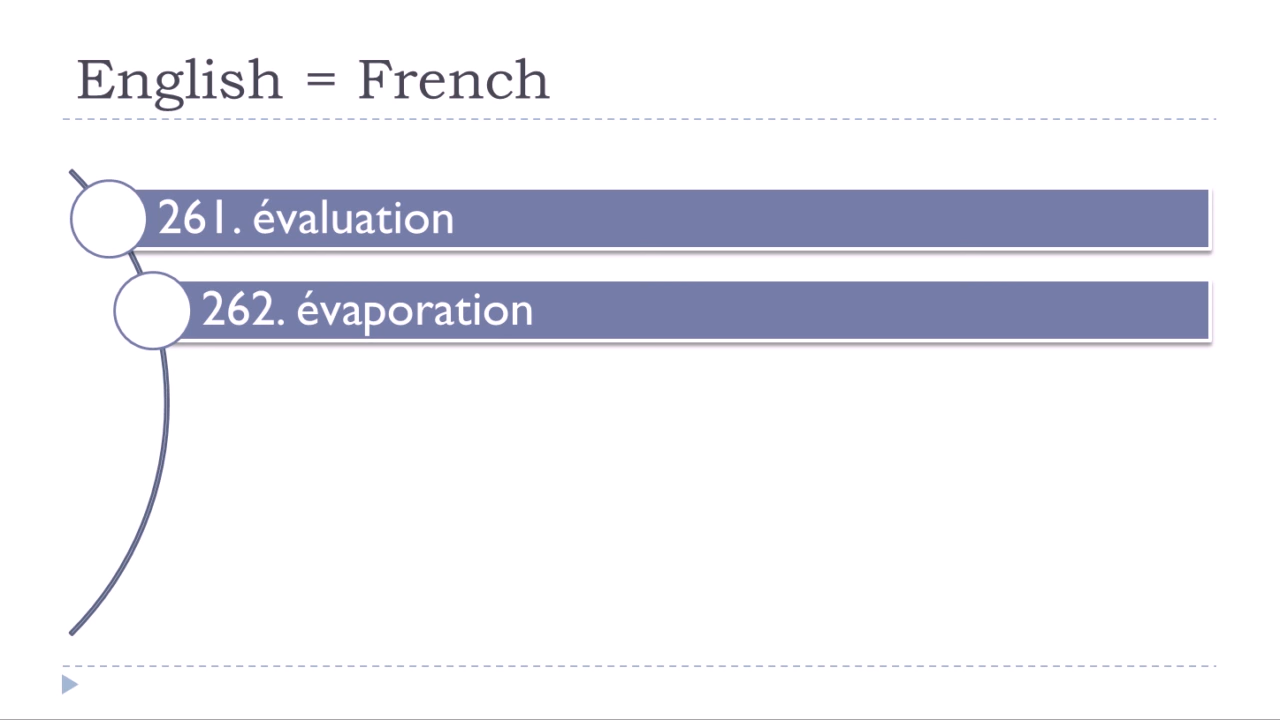 English = French
261. évaluation
262. évaporation